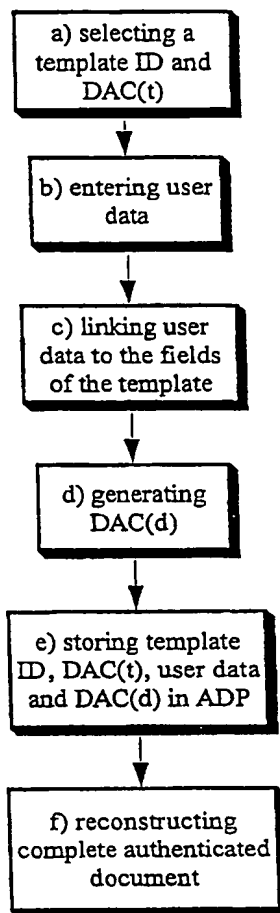 a) selecting a
template ID and
DAC(t)
b) entering user
data
c) linking user
data to the fields
of the template
d) generating
DAC(d)
e) storing template
ID, DAC(t), user data
and DAC(d) in ADP
f) reconstructing
complete authenticated
document